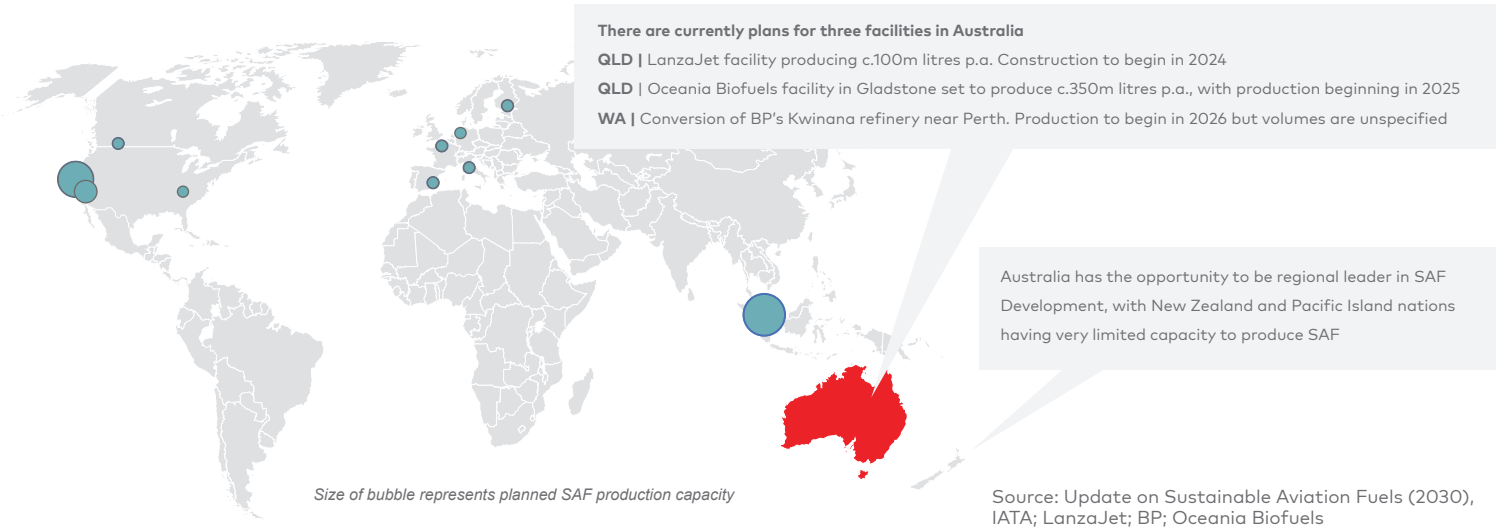 There are currently plans for three facilities in Australia
QLD | LanzaJet facility producing c.100m litres p.a. Construction to begin in 2024
QLD | Oceania Biofuels facility in Gladstone set to produce c.350m litres p.a., with production beginning in 2025
WA | Conversion of BP's Kwinana refinery near Perth. Production to begin in 2026 but volumes are unspecified
Australia has the opportunity to be regional leader in SAF
Development, with New Zealand and Pacific Island nations
having very limited capacity to produce SAF
Size of bubble represents planned SAF production capacity
Source: Update on Sustainable Aviation Fuels (2030),
IATA; LanzaJet; BP; Oceania Biofuels